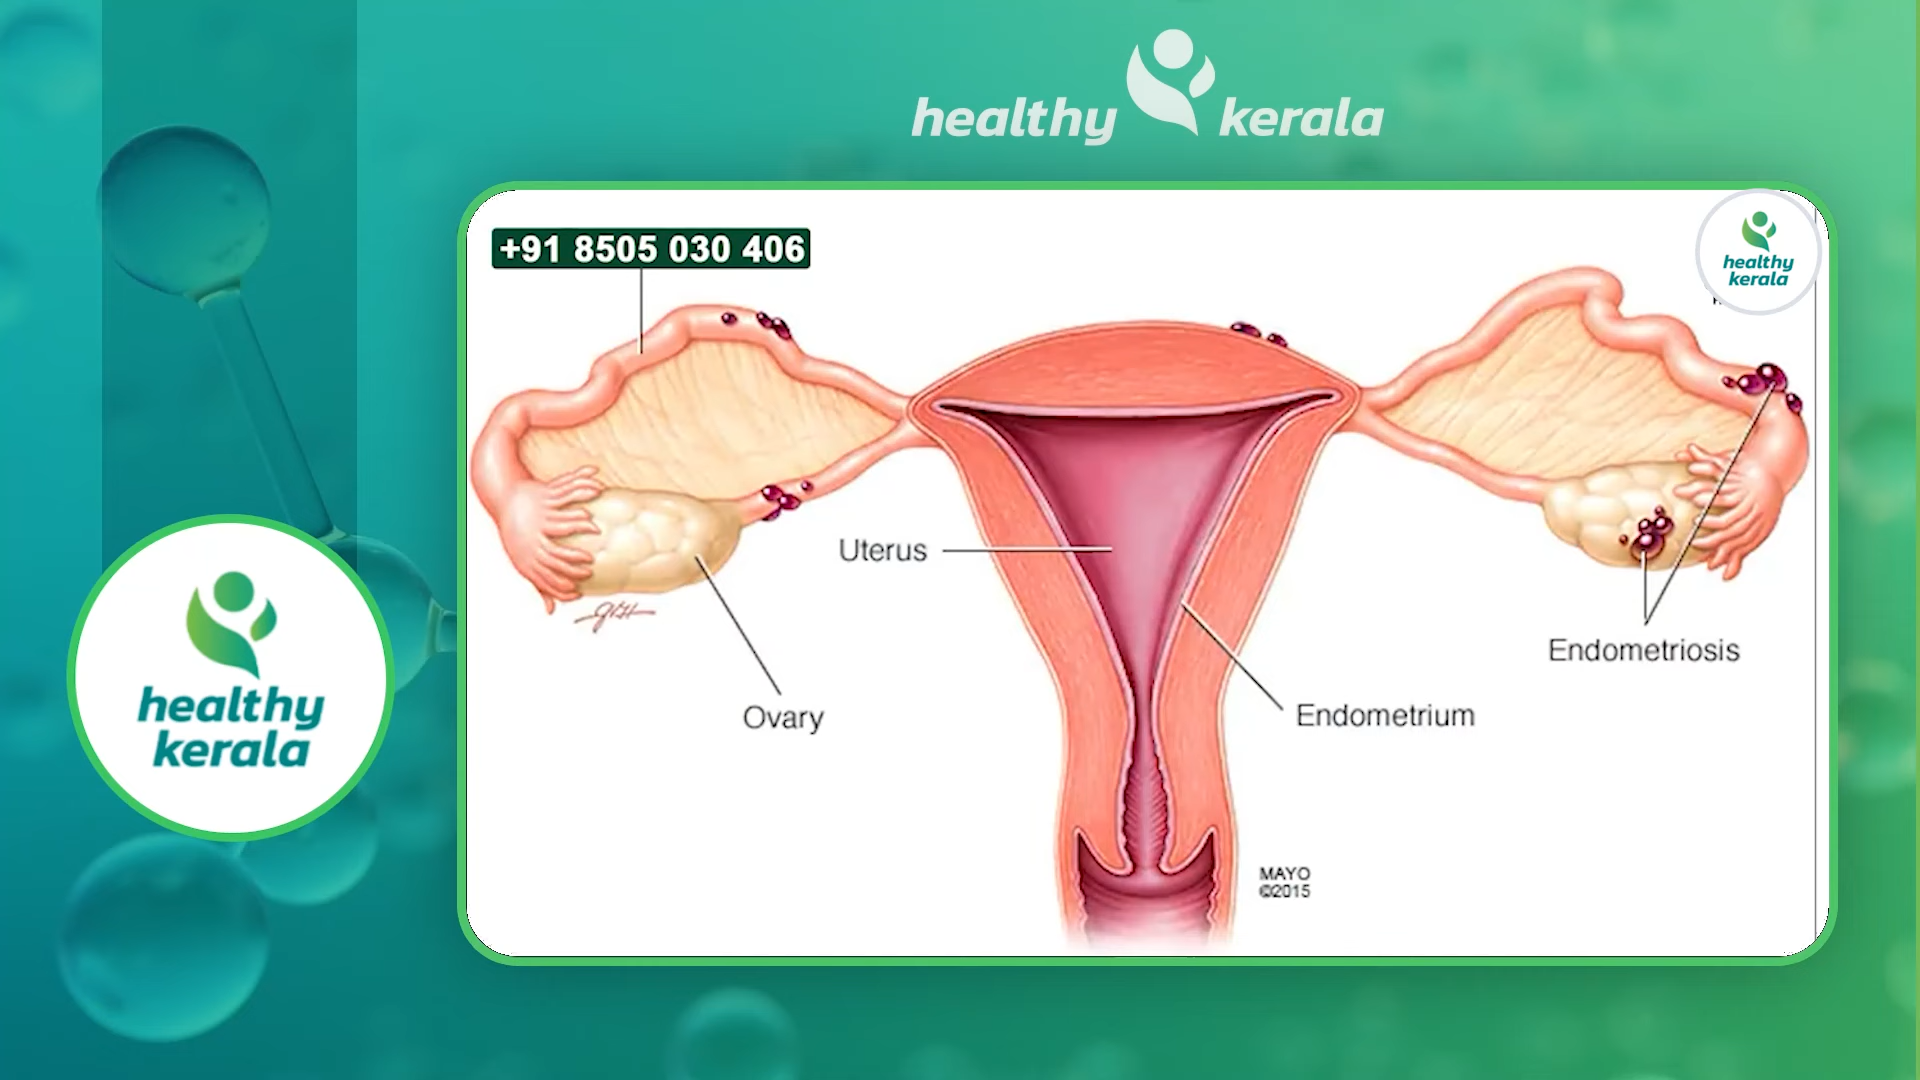 healthy kerala
+91 8505 030 406
healthy
kerala
Uterus
Endometriosis
Ovary
Endometrium
healthy
kerala
MAYO
©2015